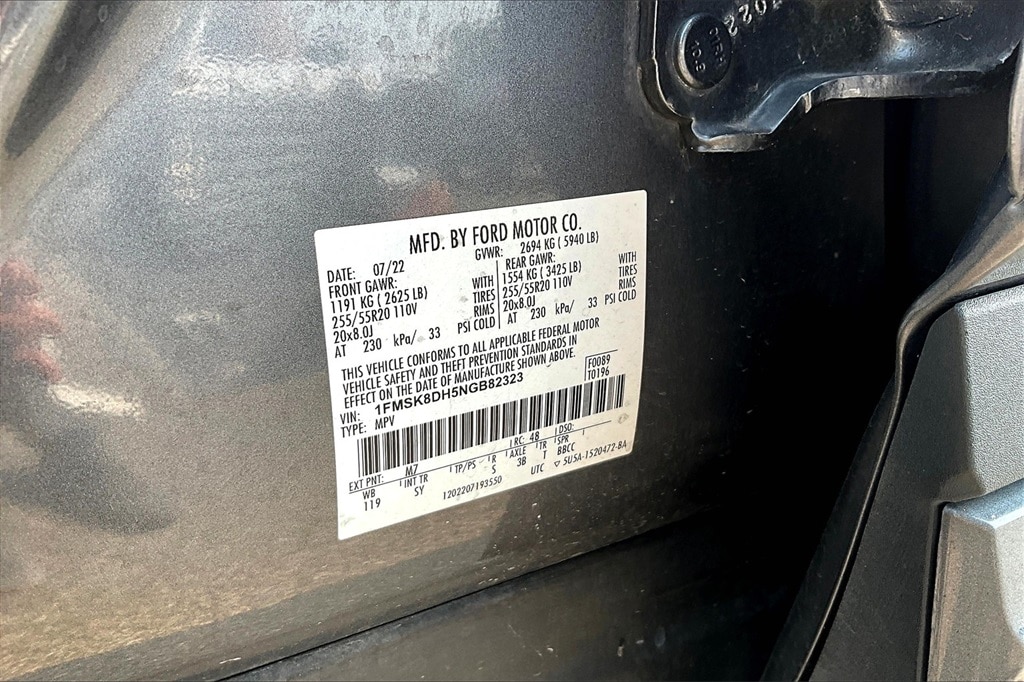 MFD. BY FORD MOTOR CO.
DATE: 07/22
GVWR: 2694 KG ( 5940 LB)
FRONT GAWR:
1191 KG ( 2625 LB)
255/55R20 110V
20x8.0J
AT 230 kPa/ 33
WITH
TIRES
RIMS
PSI COLD
REAR GAWR:
1554 KG ( 3425 LB)
255/55R20 110V
20x8.0J
AT 230 kPa/ 33
WITH
TIRES
RIMS
PSI COLD
THIS VEHICLE CONFORMS TO ALL APPLICABLE FEDERAL MOTOR
VEHICLE SAFETY AND THEFT PREVENTION STANDARDS IN
EFFECT ON THE DATE OF MANUFACTURE SHOWN ABOVE.
F0089
T0196
VIN: 1FMSK8DH5NGB82323
TYPE: MPV
EXT PNT: M7 RC: 48 DSO:
WB INT TR TP/PS R AXLE TR SPR
119 SY S 3B T BBCC
1202207193550 UTC ▽ 5U5A-1520472-BA